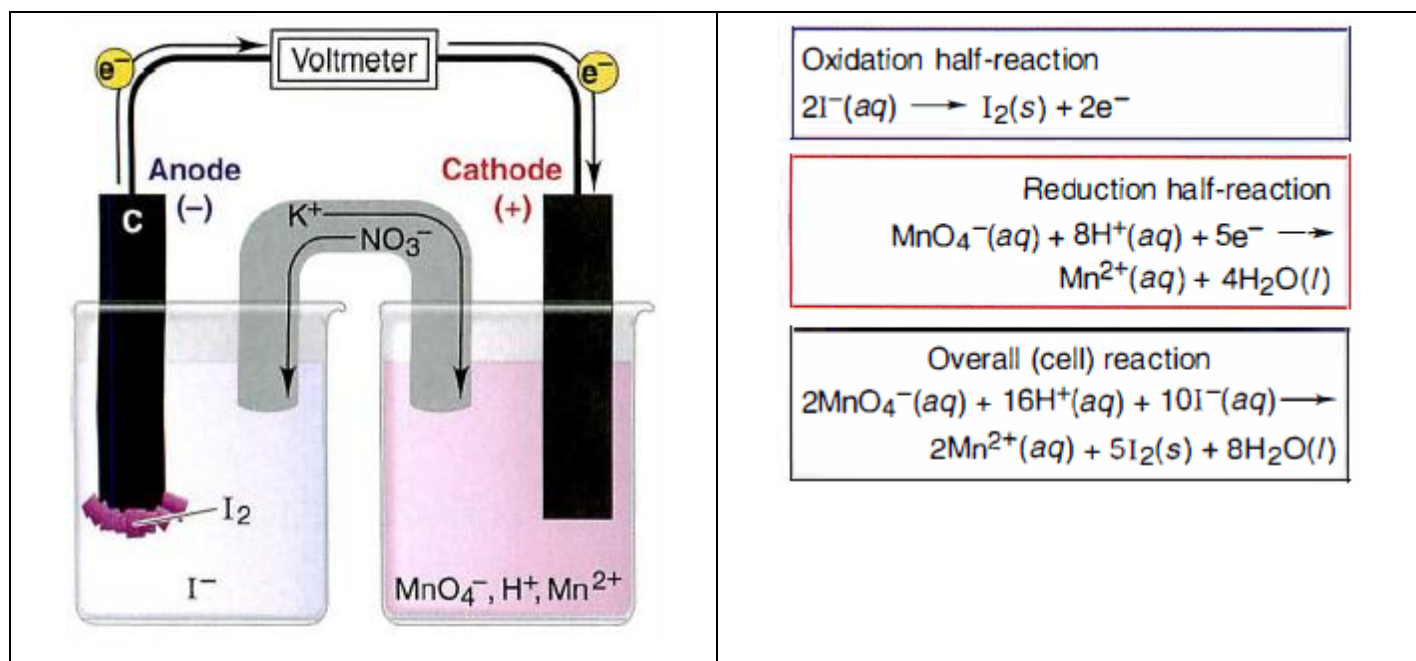 Voltmeter
e⁻
e⁻
Anode
(−)
Cathode
(+)
C
K⁺
NO₃⁻
I₂
I⁻
MnO₄⁻, H⁺, Mn²⁺
Oxidation half-reaction
2I⁻(aq) ⟶ I₂(s) + 2e⁻
Reduction half-reaction
MnO₄⁻(aq) + 8H⁺(aq) + 5e⁻ ⟶
Mn²⁺(aq) + 4H₂O(l)
Overall (cell) reaction
2MnO₄⁻(aq) + 16H⁺(aq) + 10I⁻(aq) ⟶
2Mn²⁺(aq) + 5I₂(s) + 8H₂O(l)